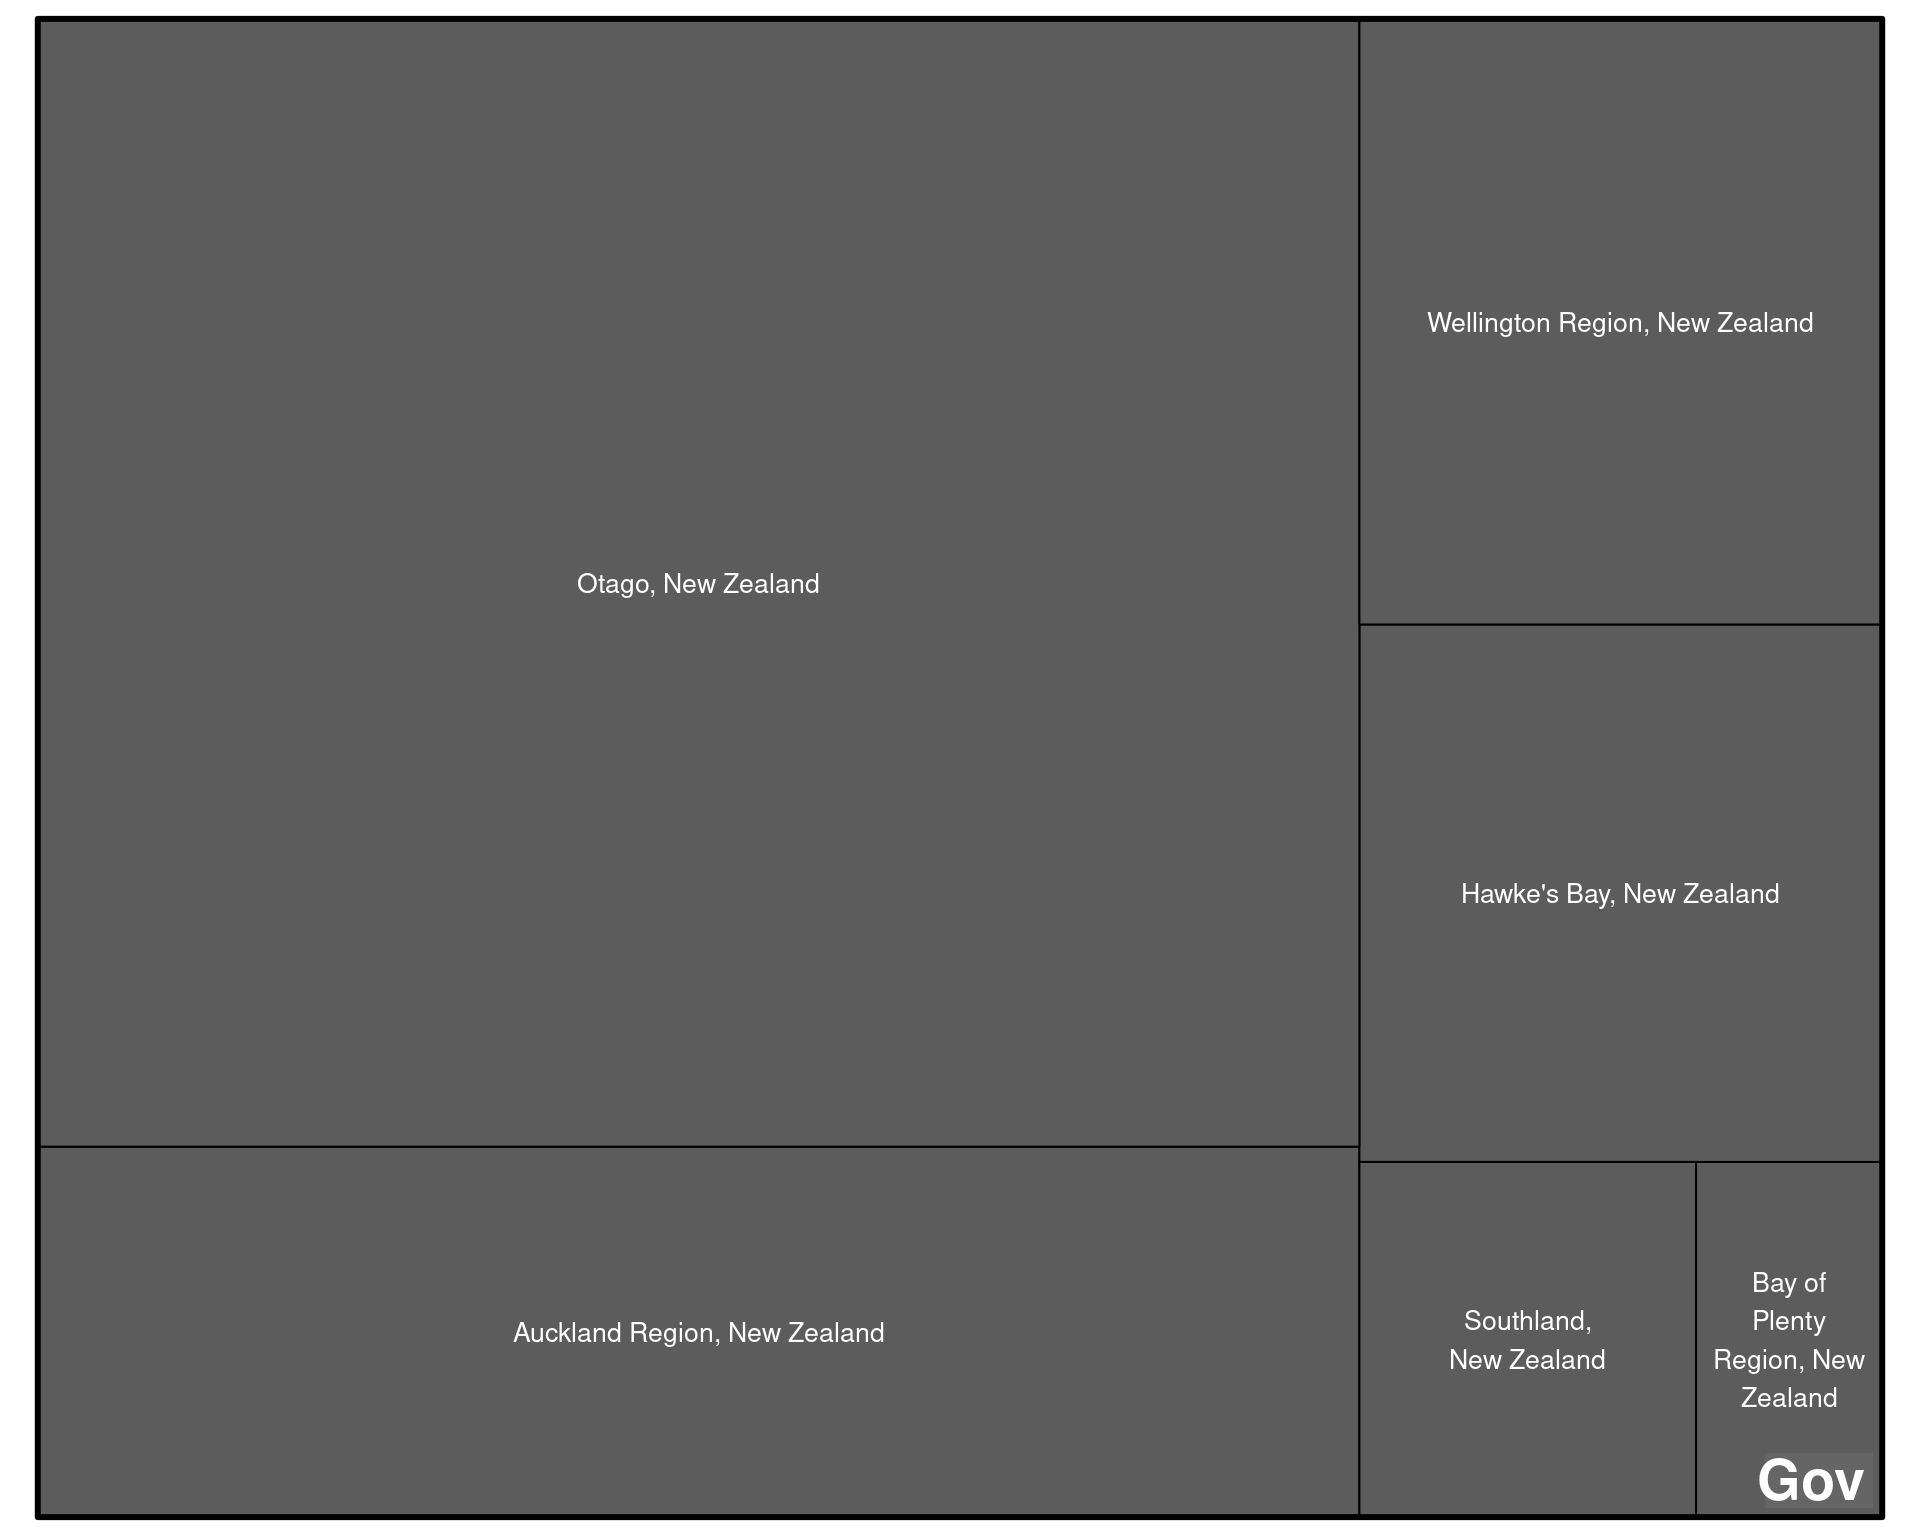 Otago, New Zealand
Auckland Region, New Zealand
Wellington Region, New Zealand
Hawke's Bay, New Zealand
Southland,
New Zealand
Bay of
Plenty
Region, New
Zealand
Gov